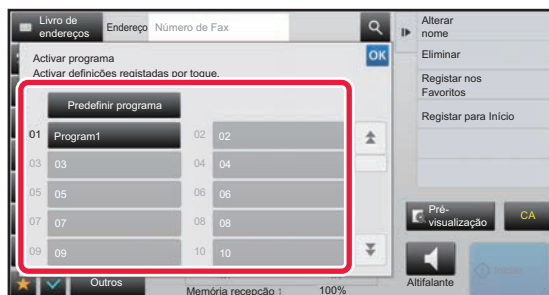 Livro de
endereços
Endereço
Número de Fax
Alterar
nome
Activar programa
OK
Activar definições registadas por toque.
Eliminar
Registar nos
Favoritos
Predefinir programa
Registar para Início
01 Program1
02 02
03 03
04 04
05 05
06 06
07 07
08 08
Pré-
visualização
CA
09 09
10 10
Outros
Memória recepção :
100%
Altifalante